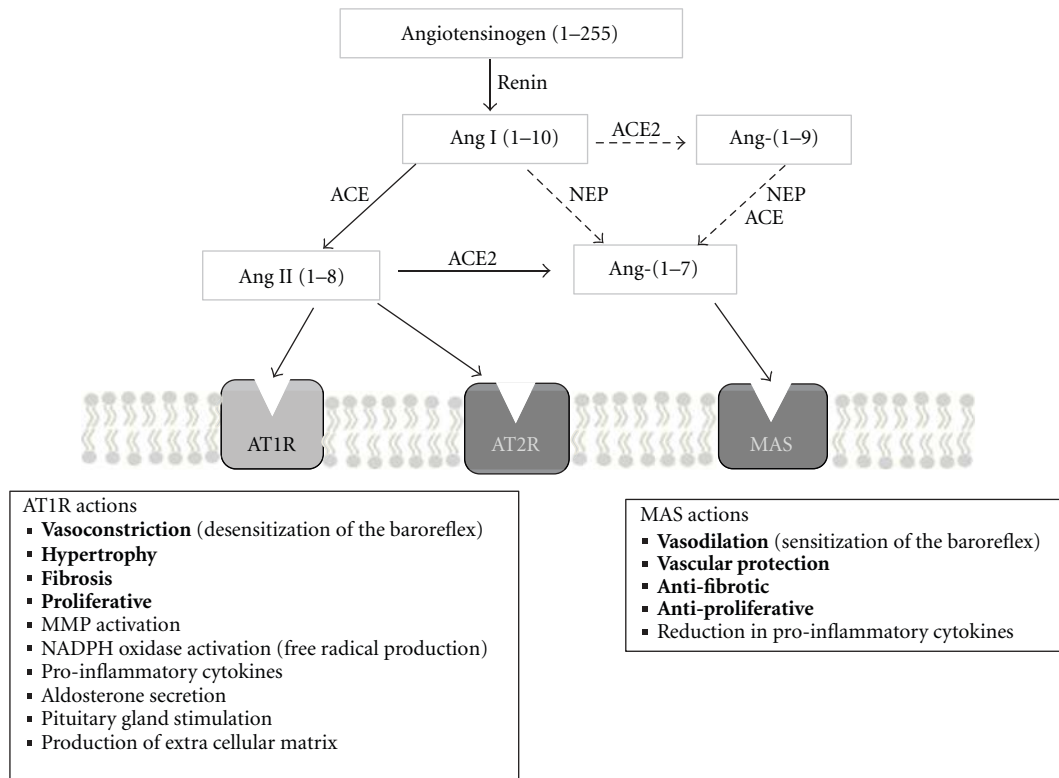 Angiotensinogen (1–255)
Renin
Ang I (1–10)
ACE2
Ang-(1–9)
ACE
NEP
NEP
ACE
Ang II (1–8)
ACE2
Ang-(1–7)
AT1R
AT2R
MAS
AT1R actions
▪ Vasoconstriction (desensitization of the baroreflex)
▪ Hypertrophy
▪ Fibrosis
▪ Proliferative
▪ MMP activation
▪ NADPH oxidase activation (free radical production)
▪ Pro-inflammatory cytokines
▪ Aldosterone secretion
▪ Pituitary gland stimulation
▪ Production of extra cellular matrix
MAS actions
▪ Vasodilation (sensitization of the baroreflex)
▪ Vascular protection
▪ Anti-fibrotic
▪ Anti-proliferative
▪ Reduction in pro-inflammatory cytokines